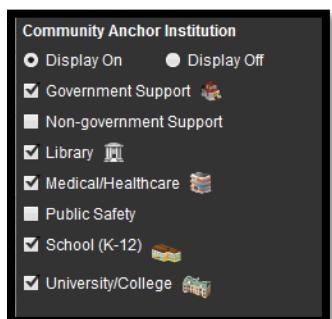 Community Anchor Institution
Display On Display Off
Government Support
Non-government Support
Library
Medical/Healthcare
Public Safety
School (K-12)
University/College